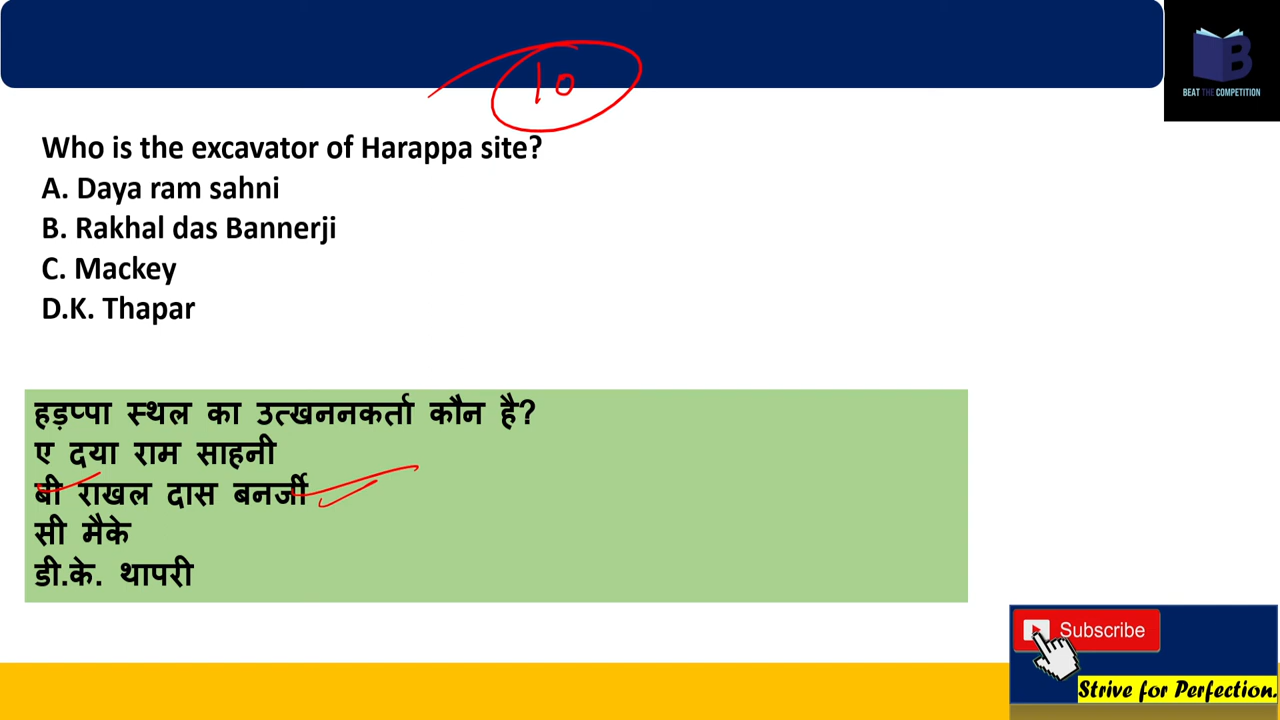 10
BEAT THE COMPETITION
Who is the excavator of Harappa site?
A. Daya ram sahni
B. Rakhal das Bannerji
C. Mackey
D.K. Thapar
हड़प्पा स्थल का उत्खननकर्ता कौन है?
ए दया राम साहनी
बी राखल दास बनर्जी
सी मैके
डी.के. थापरी
Subscribe
Strive for Perfection.